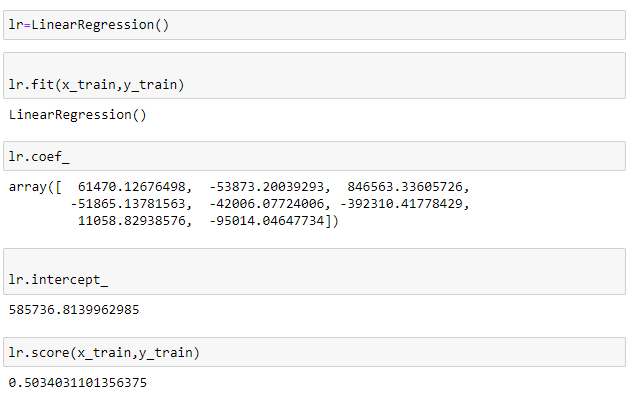 lr=LinearRegression()
lr.fit(x_train,y_train)
LinearRegression()
lr.coef_
array([  61470.12676498,  -53873.20039293,  846563.33605726,
        -51865.13781563,  -42006.07724006, -392310.41778429,
         11058.82938576,  -95014.04647734])
lr.intercept_
585736.8139962985
lr.score(x_train,y_train)
0.5034031101356375